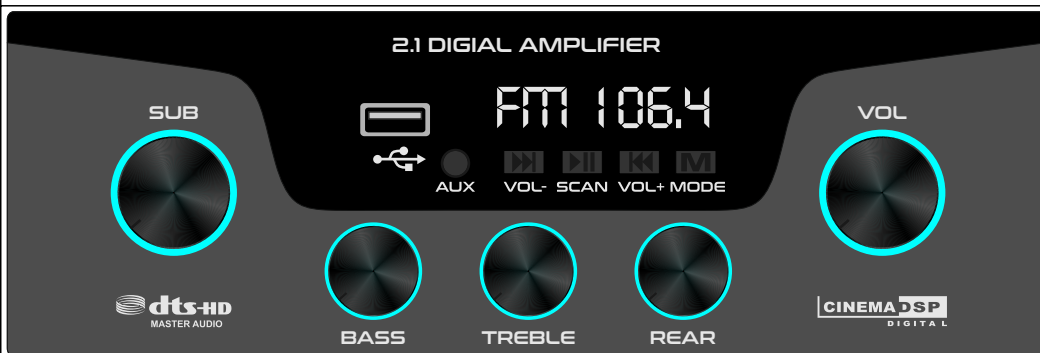 2.1 DIGIAL AMPLIFIER
FM 106.4
SUB
VOL
AUX
VOL- SCAN VOL+ MODE
M
dts-HD
MASTER AUDIO
CINEMA DSP
DIGITAL
BASS
TREBLE
REAR